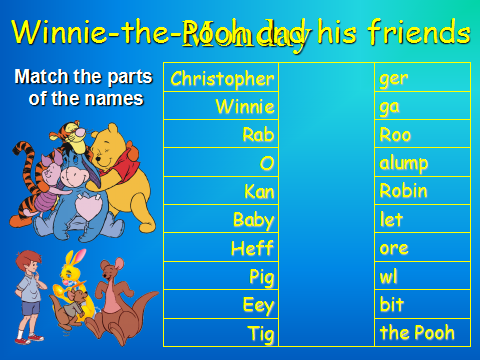 Winnie-the-Pooh and his friends
Monday
Match the parts
of the names
Christopher ger
Winnie ga
Rab Roo
O alump
Kan Robin
Baby let
Heff ore
Pig wl
Eey bit
Tig the Pooh